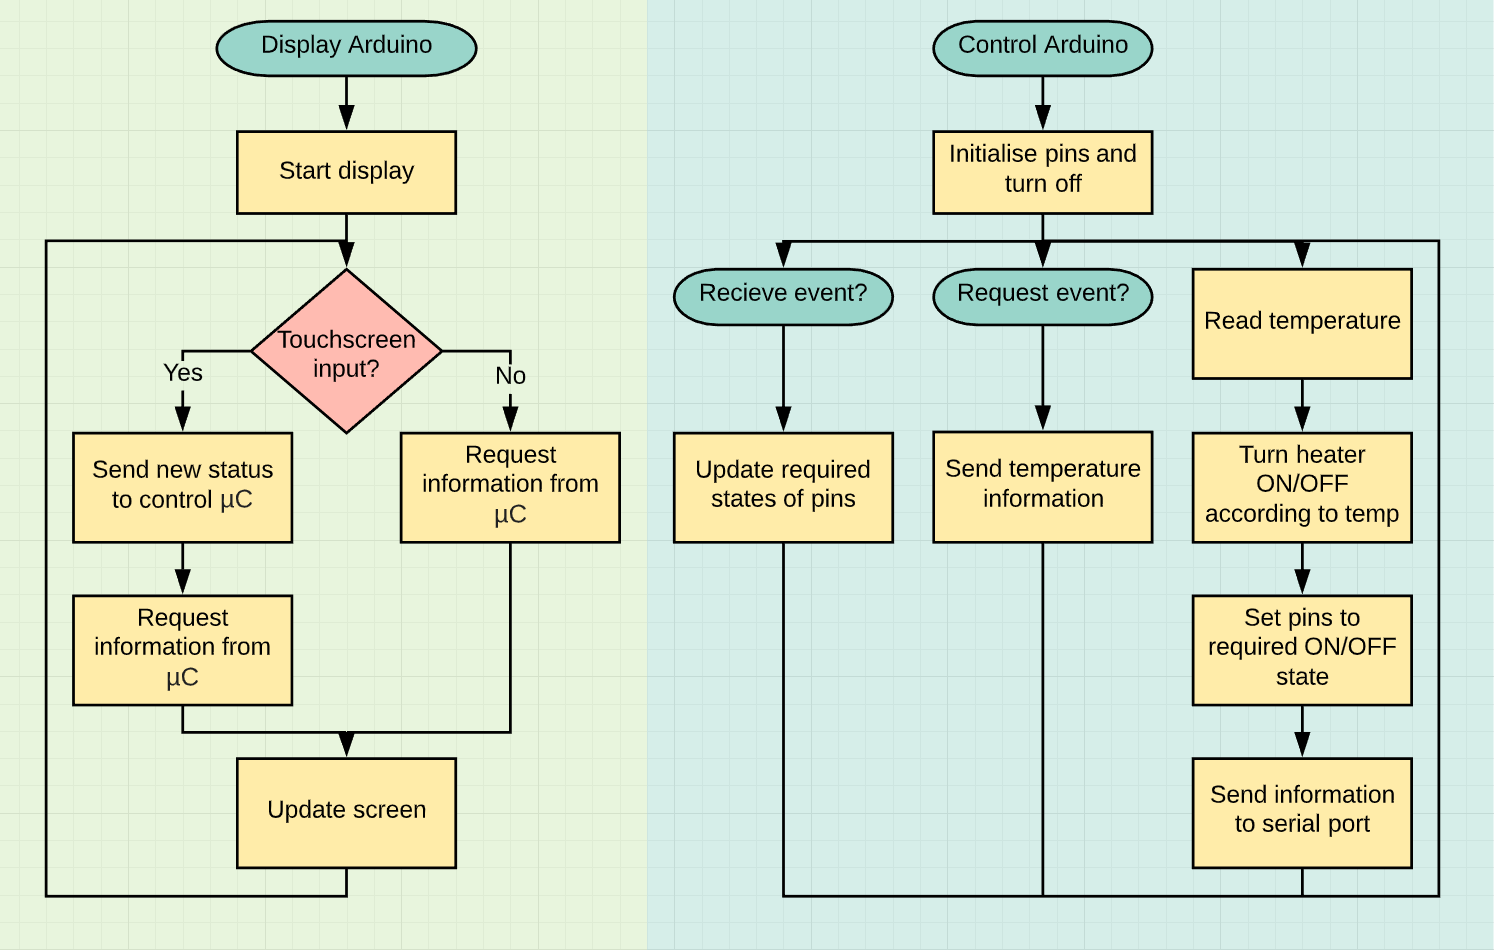 Display Arduino
Start display
Touchscreen
input?
Yes
No
Send new status
to control µC
Request
information from
µC
Request
information from
µC
Update screen
Control Arduino
Initialise pins and
turn off
Recieve event?
Request event?
Read temperature
Update required
states of pins
Send temperature
information
Turn heater
ON/OFF
according to temp
Set pins to
required ON/OFF
state
Send information
to serial port